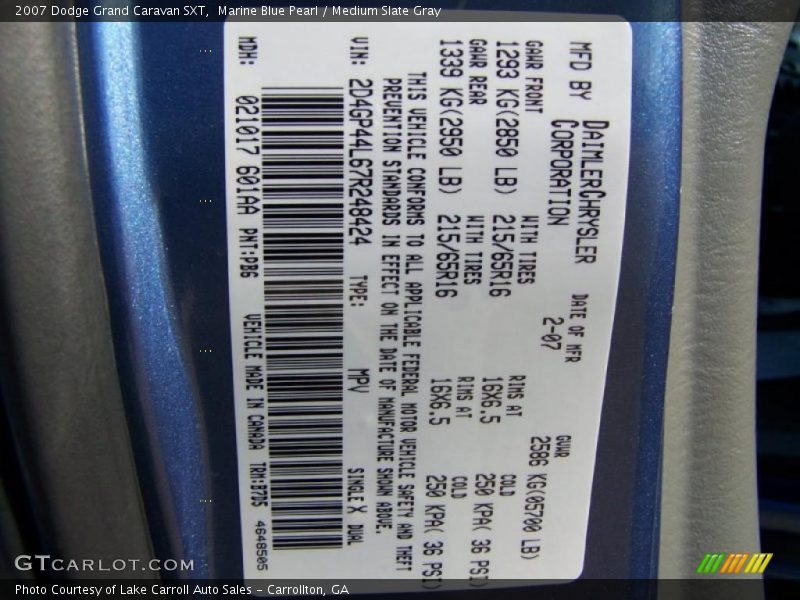 2007 Dodge Grand Caravan SXT,  Marine Blue Pearl / Medium Slate Gray
MFD BY DAIMLERCHRYSLER CORPORATION
DATE OF MFR 2-07
GVWR 2586 KG(05700 LB)
GAWR FRONT WITH TIRES RIMS AT COLD
1293 KG(2850 LB) 215/65R16 16X6.5 250 KPA( 36 PSI)
GAWR REAR WITH TIRES RIMS AT COLD
1339 KG(2950 LB) 215/65R16 16X6.5 250 KPA( 36 PSI)
THIS VEHICLE CONFORMS TO ALL APPLICABLE FEDERAL MOTOR VEHICLE SAFETY AND THEFT
PREVENTION STANDARDS IN EFFECT ON THE DATE OF MANUFACTURE SHOWN ABOVE.
VIN: 2D4GP44L67R248424 TYPE: MPV SINGLE X DUAL
MDH: 021017 601AA PNT:PB6 VEHICLE MADE IN CANADA TRM:B7D5 4648505
GTCARLOT.COM
Photo Courtesy of Lake Carroll Auto Sales – Carrollton, GA